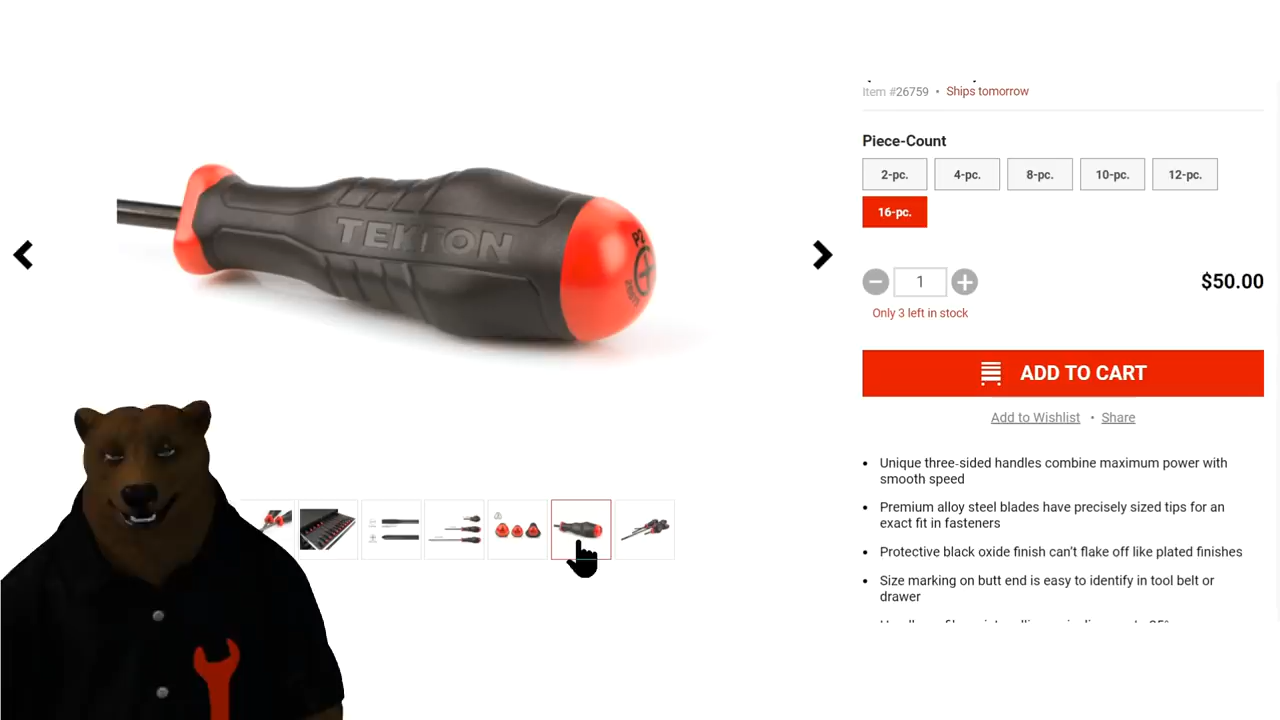 Item #26759 • Ships tomorrow
Piece-Count
2-pc. 4-pc. 8-pc. 10-pc. 12-pc.
16-pc.
TEKTON
P2
1 $50.00
Only 3 left in stock
ADD TO CART
Add to Wishlist • Share
• Unique three-sided handles combine maximum power with
smooth speed
• Premium alloy steel blades have precisely sized tips for an
exact fit in fasteners
• Protective black oxide finish can't flake off like plated finishes
• Size marking on butt end is easy to identify in tool belt or
drawer